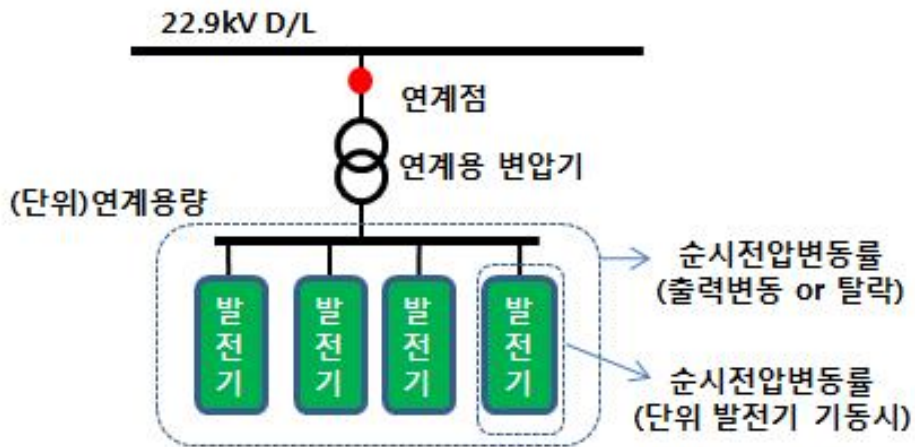 22.9kV D/L
연계점
연계용 변압기
(단위)연계용량
순시전압변동률
(출력변동 or 탈락)
발
전
기
발
전
기
발
전
기
발
전
기
순시전압변동률
(단위 발전기 기동시)